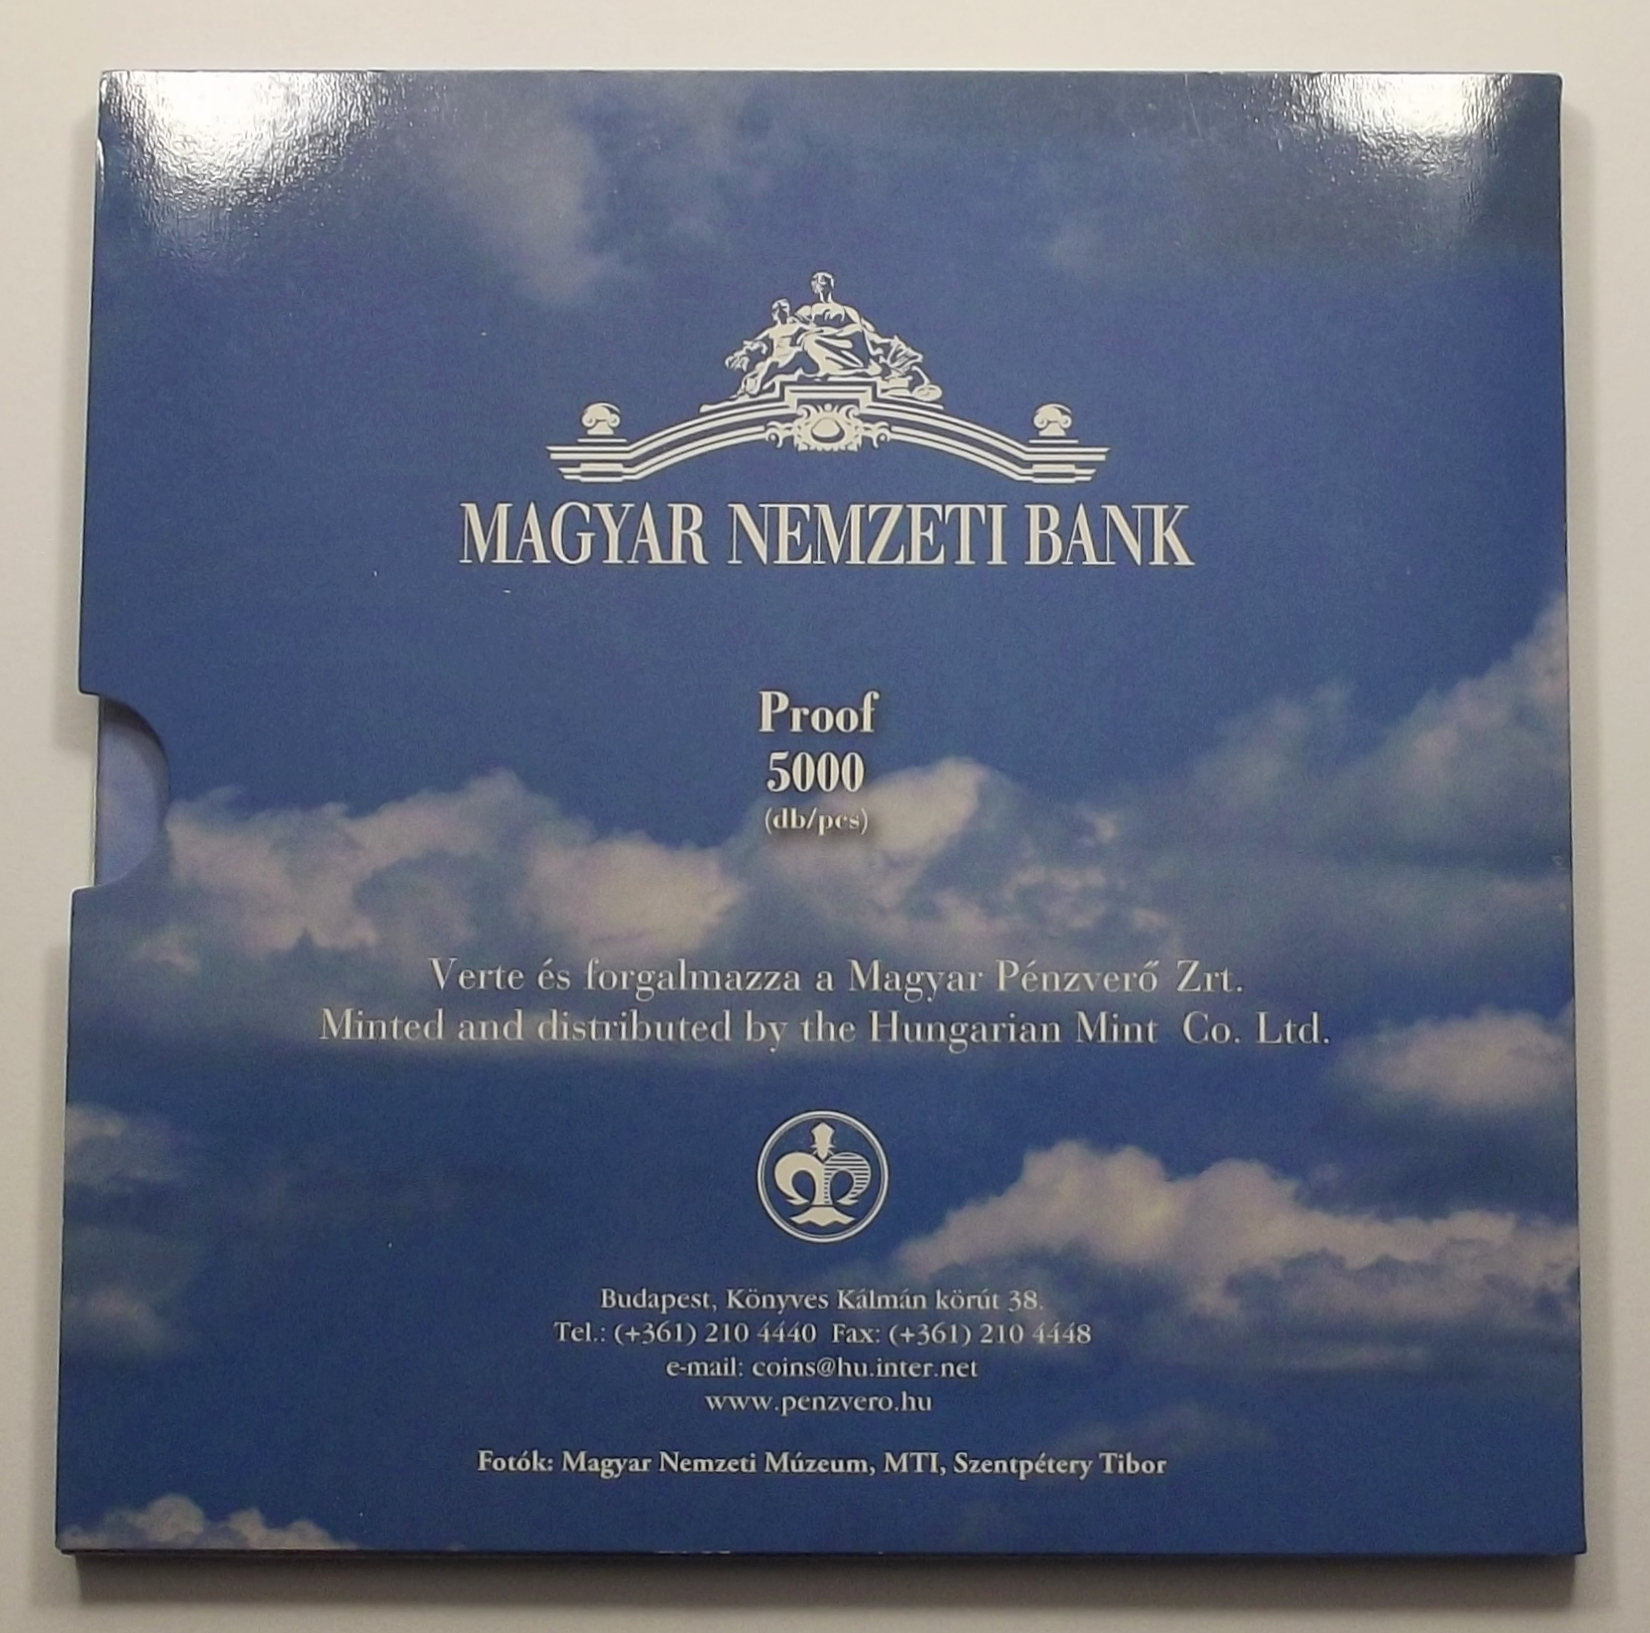 MAGYAR NEMZETI BANK
Proof
5000
(db/pcs)
Verte és forgalmazza a Magyar Pénzverő Zrt.
Minted and distributed by the Hungarian Mint Co. Ltd.
Budapest, Könyves Kálmán körút 38.
Tel.: (+361) 210 4440 Fax: (+361) 210 4448
e-mail: coins@hu.inter.net
www.penzvero.hu
Fotók: Magyar Nemzeti Múzeum, MTI, Szentpétery Tibor